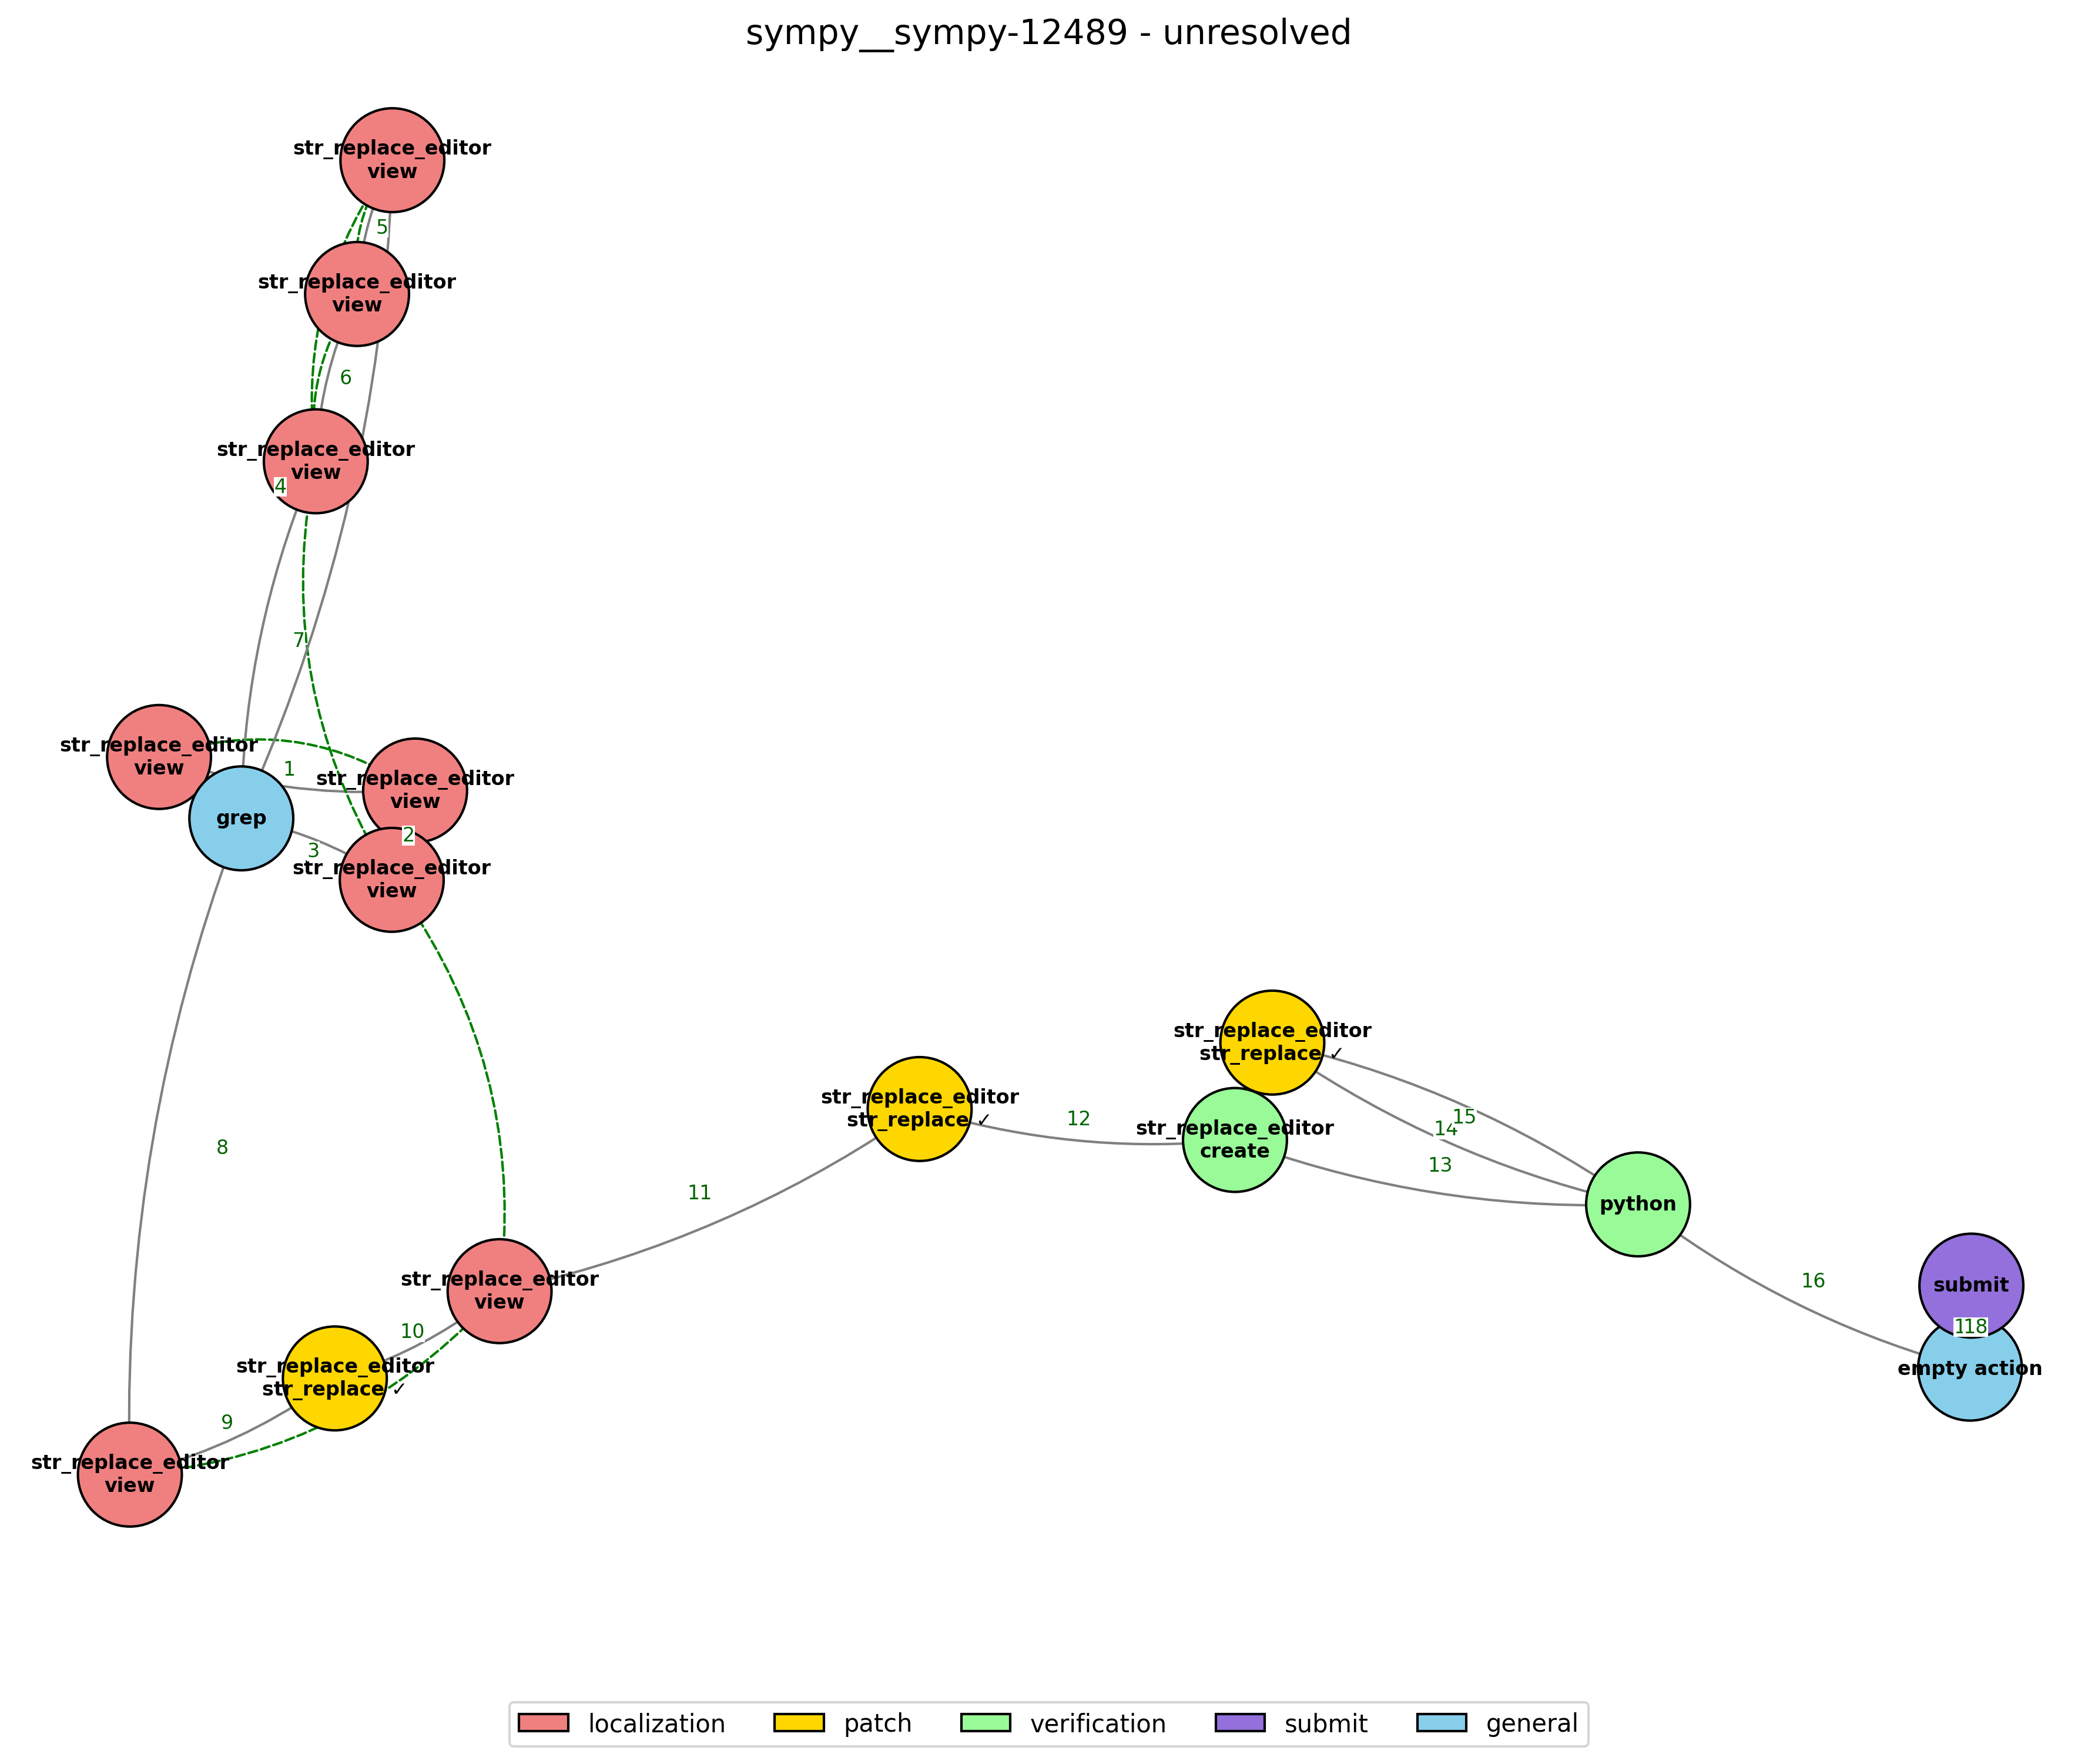 sympy__sympy-12489 - unresolved
str_replace_editor
view
5
str_replace_editor
view
6
str_replace_editor
view
4
7
str_replace_editor
view
1
str_replace_editor
view
grep
2
3
str_replace_editor
view
8
str_replace_editor
str_replace ✓
15
14
str_replace_editor
str_replace ✓
12
str_replace_editor
create
13
11
python
str_replace_editor
view
16
submit
118
empty action
10
str_replace_editor
str_replace ✓
9
str_replace_editor
view
localization
patch
verification
submit
general